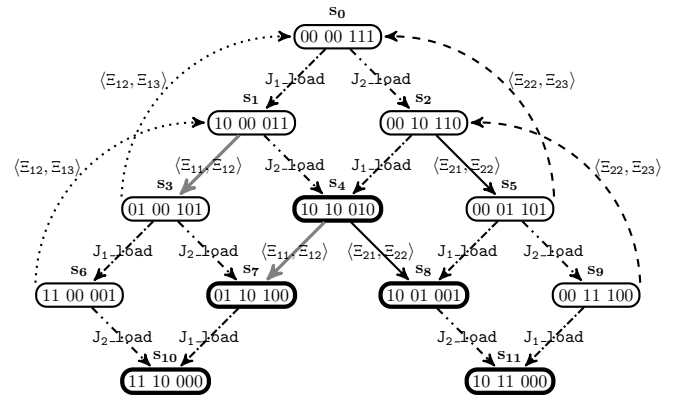 s₀
00 00 111
⟨Ξ₁₂, Ξ₁₃⟩ J₁_load J₂_load ⟨Ξ₂₂, Ξ₂₃⟩
s₁ s₂
10 00 011 00 10 110
⟨Ξ₁₂, Ξ₁₃⟩ ⟨Ξ₁₁, Ξ₁₂⟩ J₂_load J₁_load ⟨Ξ₂₁, Ξ₂₂⟩ ⟨Ξ₂₂, Ξ₂₃⟩
s₃ s₄ s₅
01 00 101 10 10 010 00 01 101
J₁_load J₂_load ⟨Ξ₁₁, Ξ₁₂⟩ ⟨Ξ₂₁, Ξ₂₂⟩ J₁_load J₂_load
s₆ s₇ s₈ s₉
11 00 001 01 10 100 10 01 001 00 11 100
J₂_load J₁_load J₂_load J₁_load
s₁₀ s₁₁
11 10 000 10 11 000